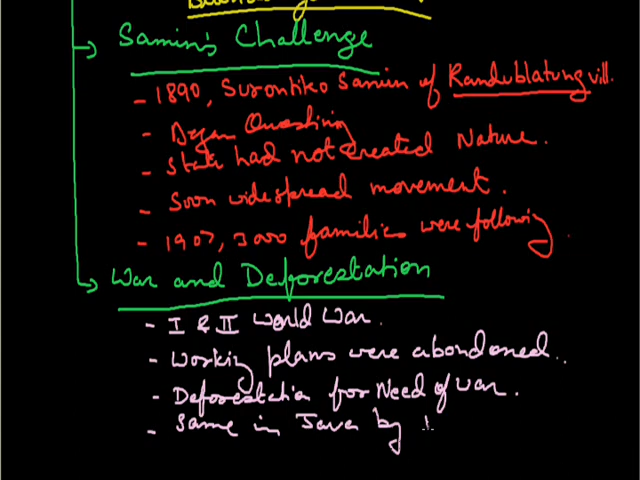 Samin's Challenge
- 1890, Surontiko Samin of Randublatung vill.
- Began Questing
- State had not created Nature.
- Soon widespread movement.
- 1907, 3000 families were following.
War and Deforestation
- I & II World War.
- Working plans were abondoned..
- Deforestation for Need of war.
- Same in Java by